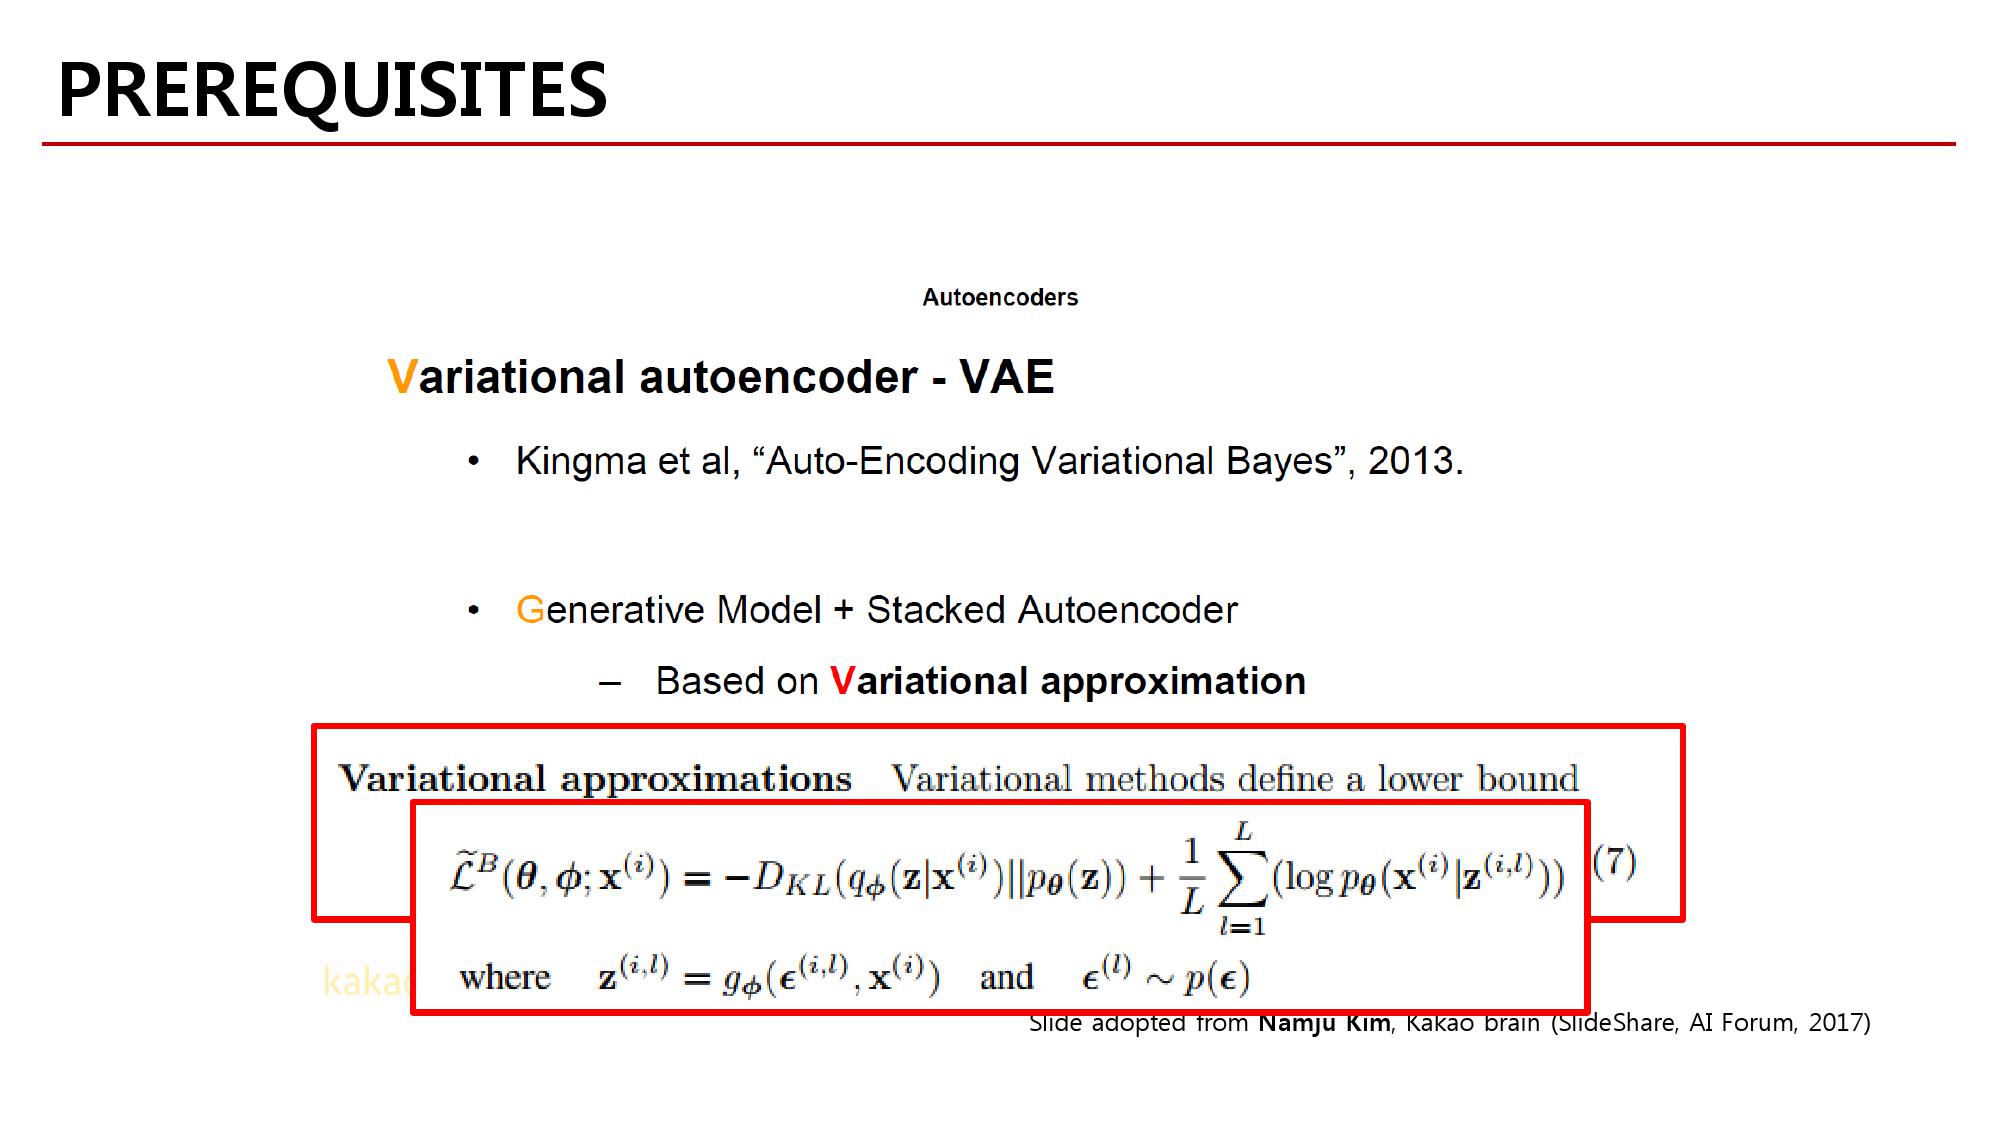 PREREQUISITES
Autoencoders
Variational autoencoder - VAE
• Kingma et al, “Auto-Encoding Variational Bayes”, 2013.
• Generative Model + Stacked Autoencoder
– Based on Variational approximation
Variational approximations Variational methods define a lower bound
(7)
$\widetilde{\mathcal{L}}^B(\boldsymbol{\theta}, \boldsymbol{\phi}; \mathbf{x}^{(i)}) = -D_{KL}(q_{\boldsymbol{\phi}}(\mathbf{z}|\mathbf{x}^{(i)})||p_{\boldsymbol{\theta}}(\mathbf{z})) + \frac{1}{L}\sum_{l=1}^{L}(\log p_{\boldsymbol{\theta}}(\mathbf{x}^{(i)}|\mathbf{z}^{(i,l)}))$
where $\mathbf{z}^{(i,l)} = g_{\boldsymbol{\phi}}(\boldsymbol{\epsilon}^{(i,l)}, \mathbf{x}^{(i)})$ and $\boldsymbol{\epsilon}^{(l)} \sim p(\boldsymbol{\epsilon})$
Slide adopted from Namju Kim, Kakao brain (SlideShare, AI Forum, 2017)